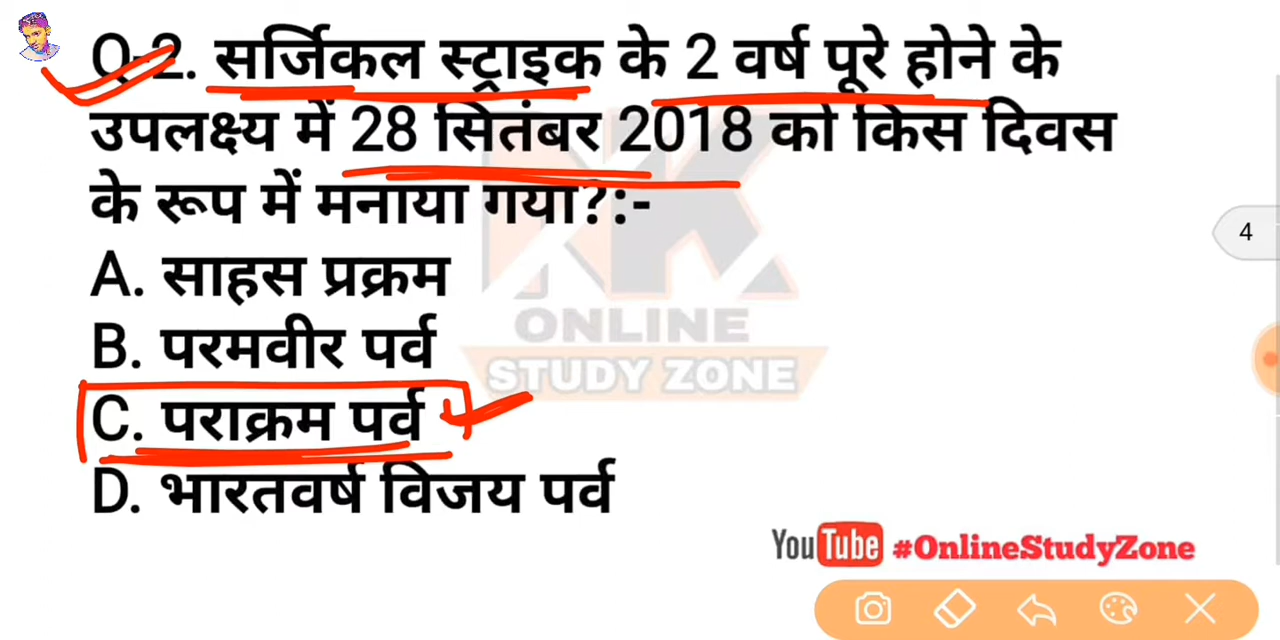 Q-2. सर्जिकल स्ट्राइक के 2 वर्ष पूरे होने के
उपलक्ष्य में 28 सितंबर 2018 को किस दिवस
के रूप में मनाया गया?:-
A. साहस प्रक्रम
B. परमवीर पर्व
C. पराक्रम पर्व
D. भारतवर्ष विजय पर्व
4
KK
ONLINE
STUDY ZONE
YouTube #OnlineStudyZone